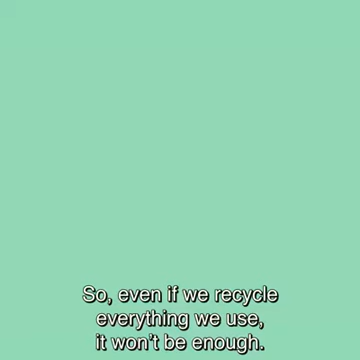 So, even if we recycle
everything we use,
it won't be enough.